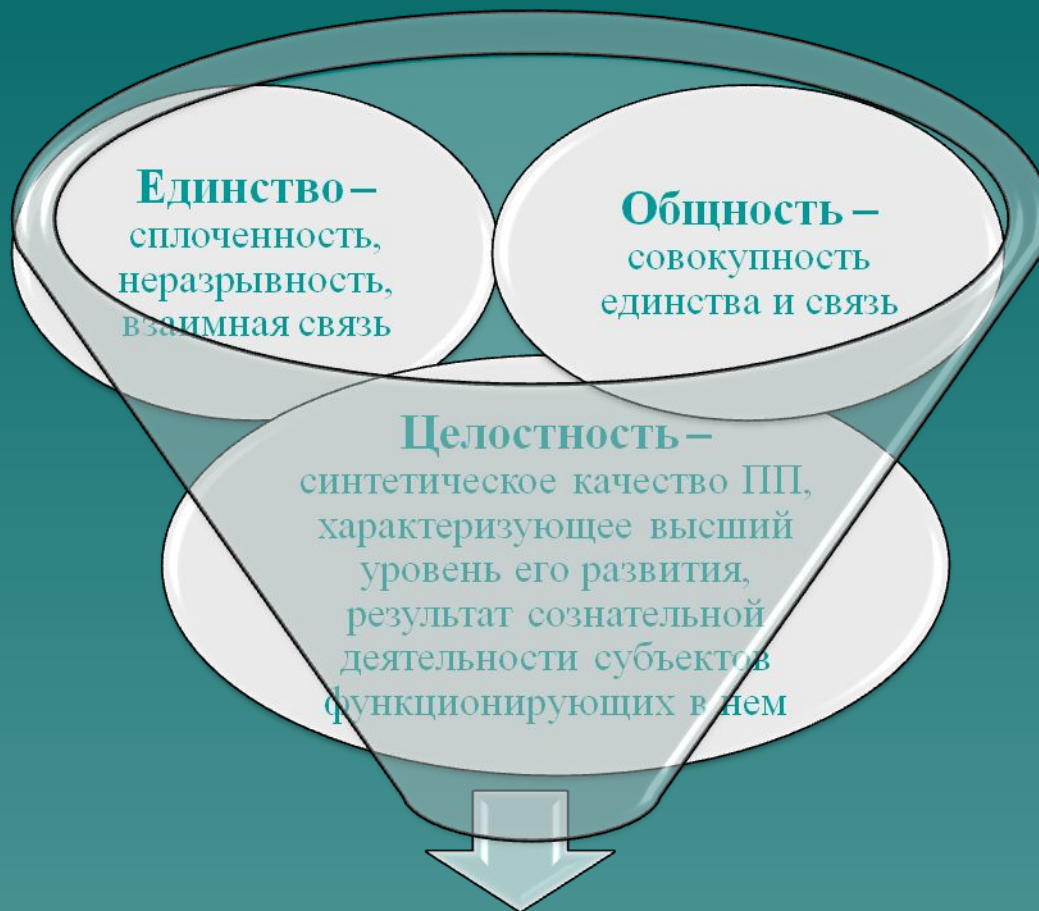 Единство –
сплоченность,
неразрывность,
взаимная связь
Общность –
совокупность
единства и связь
Целостность –
синтетическое качество ПП,
характеризующее высший
уровень его развития,
результат сознательной
деятельности субъектов
функционирующих в нем